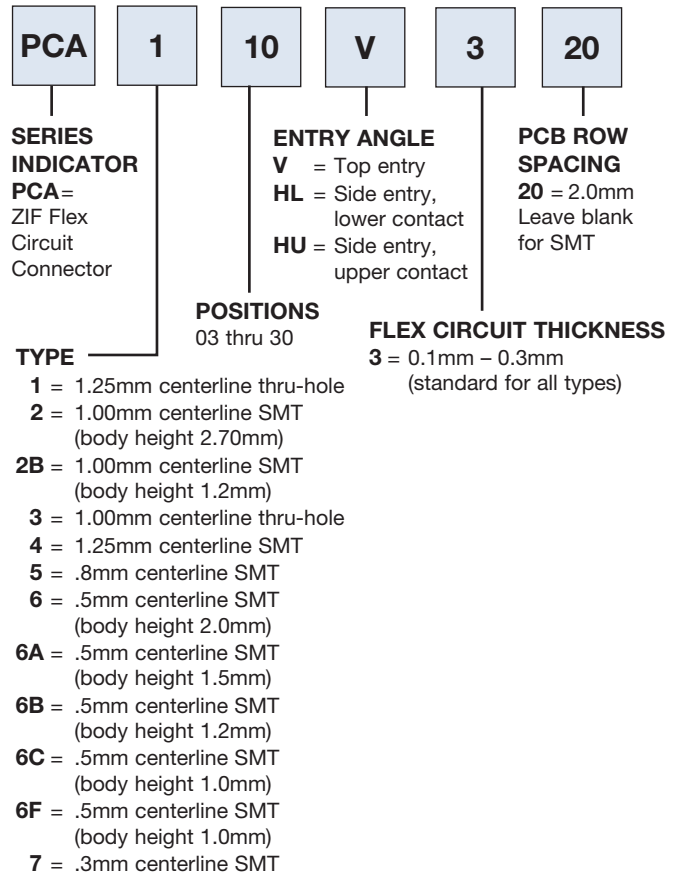 PCA 1 10 V 3 20
SERIES
INDICATOR
PCA=
ZIF Flex
Circuit
Connector
ENTRY ANGLE
V = Top entry
HL = Side entry,
lower contact
HU = Side entry,
upper contact
PCB ROW
SPACING
20 = 2.0mm
Leave blank
for SMT
POSITIONS
03 thru 30
FLEX CIRCUIT THICKNESS
3 = 0.1mm – 0.3mm
(standard for all types)
TYPE
1 = 1.25mm centerline thru-hole
2 = 1.00mm centerline SMT
(body height 2.70mm)
2B = 1.00mm centerline SMT
(body height 1.2mm)
3 = 1.00mm centerline thru-hole
4 = 1.25mm centerline SMT
5 = .8mm centerline SMT
6 = .5mm centerline SMT
(body height 2.0mm)
6A = .5mm centerline SMT
(body height 1.5mm)
6B = .5mm centerline SMT
(body height 1.2mm)
6C = .5mm centerline SMT
(body height 1.0mm)
6F = .5mm centerline SMT
(body height 1.0mm)
7 = .3mm centerline SMT